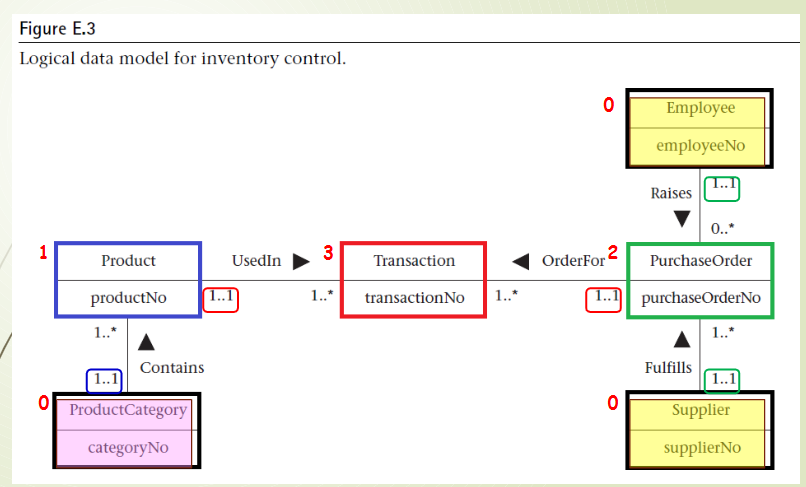 Figure E.3
Logical data model for inventory control.
0
Employee
employeeNo
Raises
1..1
0..*
1
Product
productNo
UsedIn
1..1
1..*
3
Transaction
transactionNo
1..*
OrderFor
1..1
2
PurchaseOrder
purchaseOrderNo
1..*
Contains
1..1
0
ProductCategory
categoryNo
1..*
Fulfills
1..1
0
Supplier
supplierNo